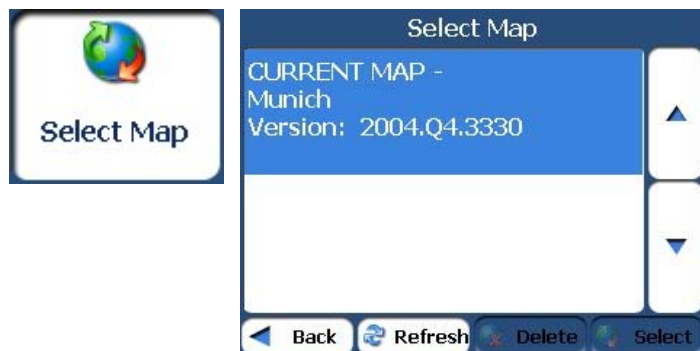 Select Map
Select Map
CURRENT MAP -
Munich
Version: 2004.Q4.3330
Back Refresh Delete Select